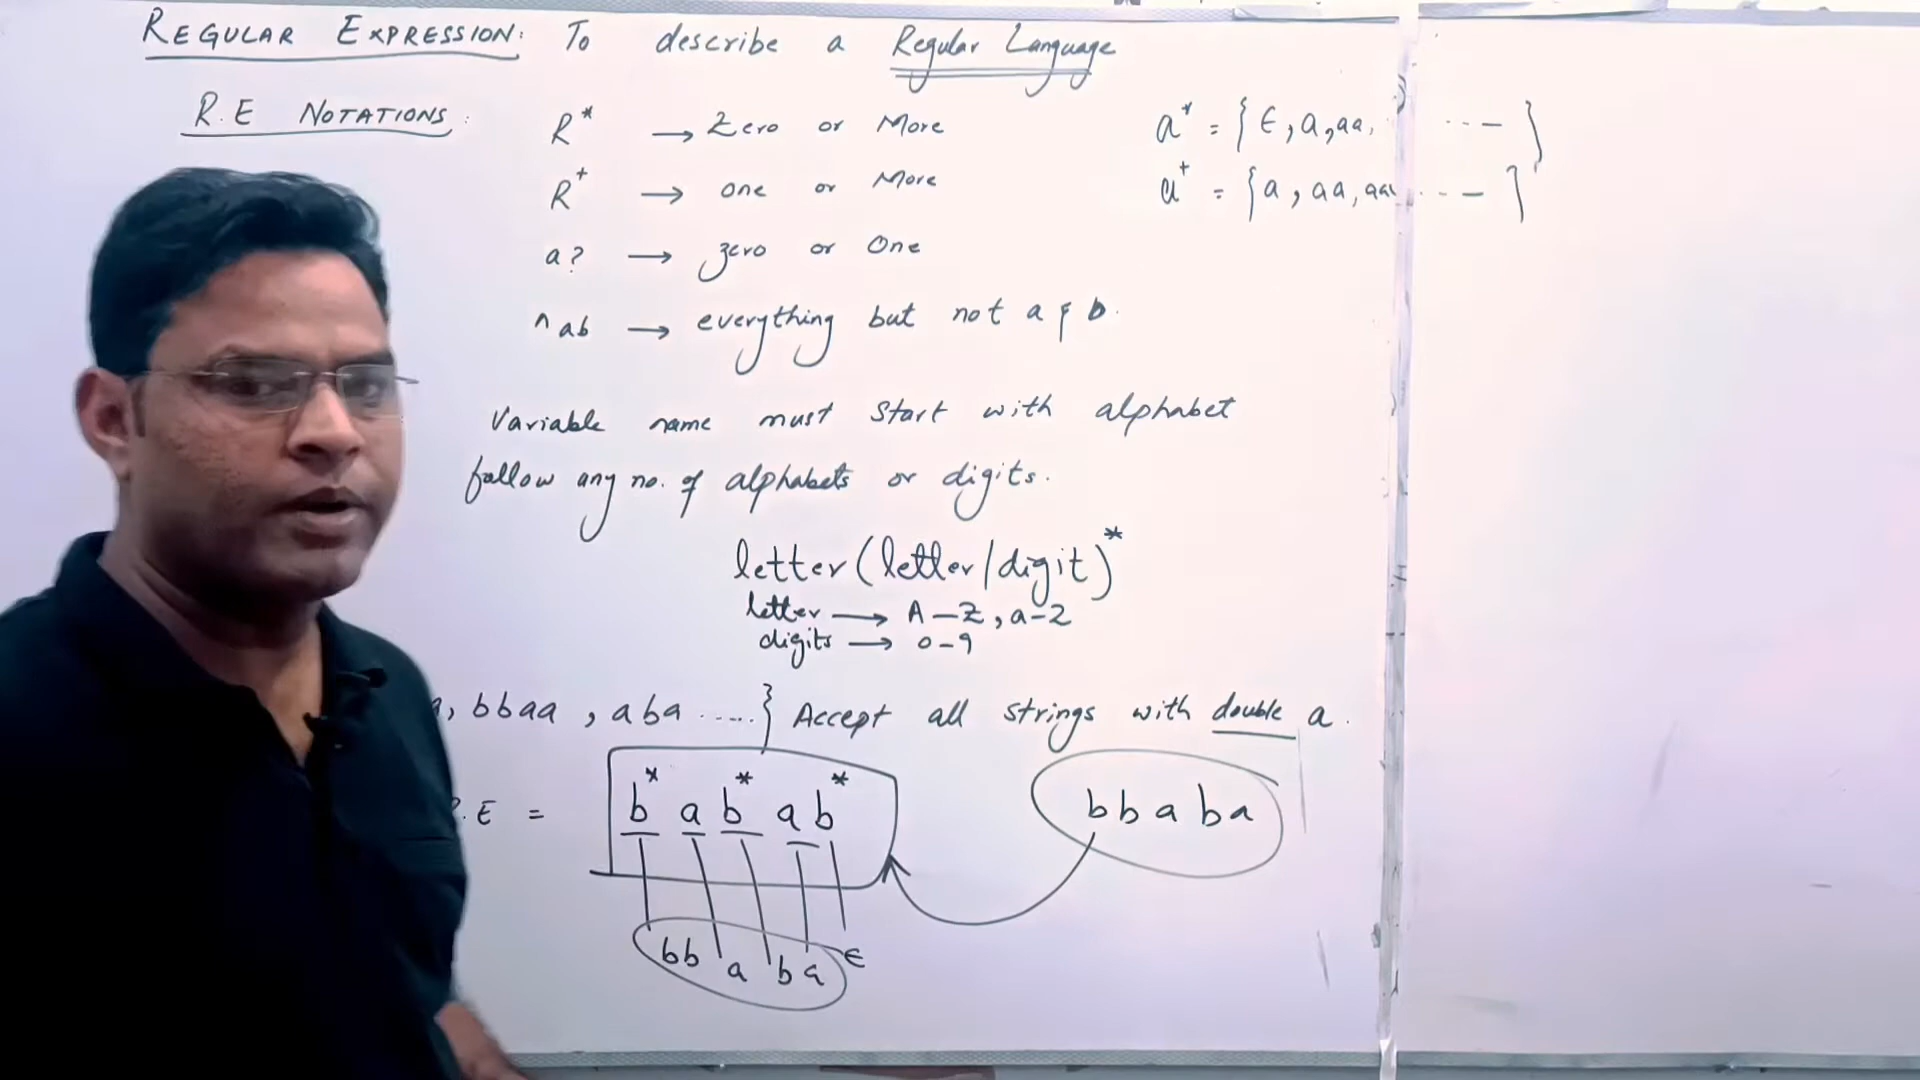 REGULAR EXPRESSION: To describe a Regular Language
R.E NOTATIONS:
R* → Zero or More
a* = {ϵ, a, aa, ... - }
R⁺ → one or More
a⁺ = {a, aa, aaa ... - }
a? → zero or One
^ab → everything but not a & b.
Variable name must Start with alphabet
follow any no. of alphabets or digits.
letter(letter/digit)*
letter → A-Z, a-z
digits → 0-9
a, bbaa, aba .....} Accept all strings with double a.
R.E = b* a b* a b*
bbaba
bb a b a ϵ